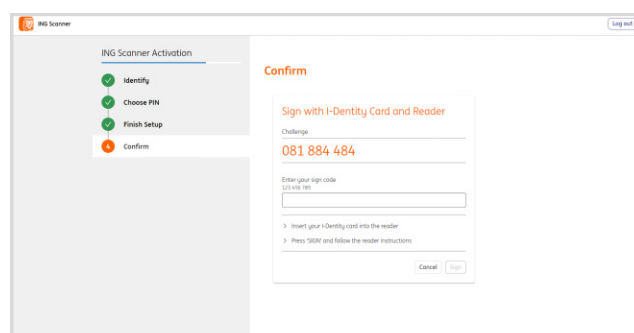 ING Scanner
Log out
ING Scanner Activation
Identify
Choose PIN
Finish Setup
4 Confirm
Confirm
Sign with I-Dentity Card and Reader
Challenge
081 884 484
Enter your sign code
123 456 789
> Insert your I-Dentity card into the reader
> Press 'SIGN' and follow the reader instructions
Cancel Sign